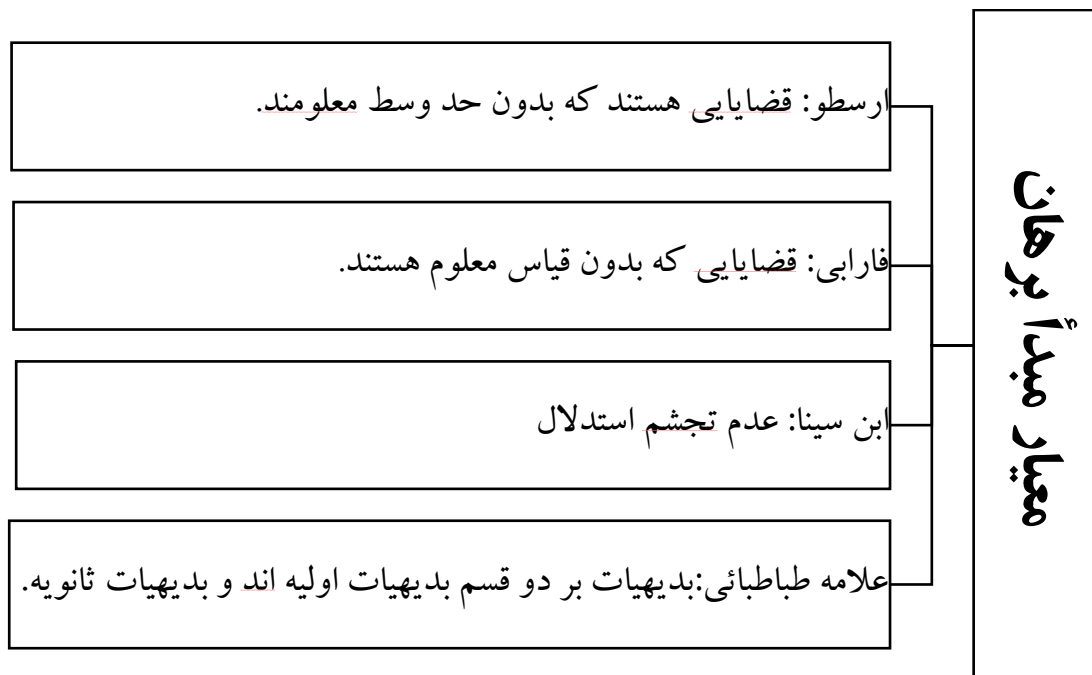 معیار مبدأ برهان
ارسطو: قضایایی هستند که بدون حد وسط معلومند.
فارابی: قضایایی که بدون قیاس معلوم هستند.
ابن سینا: عدم تجشم استدلال
علامه طباطبائی:بدیهیات بر دو قسم بدیهیات اولیه اند و بدیهیات ثانویه.